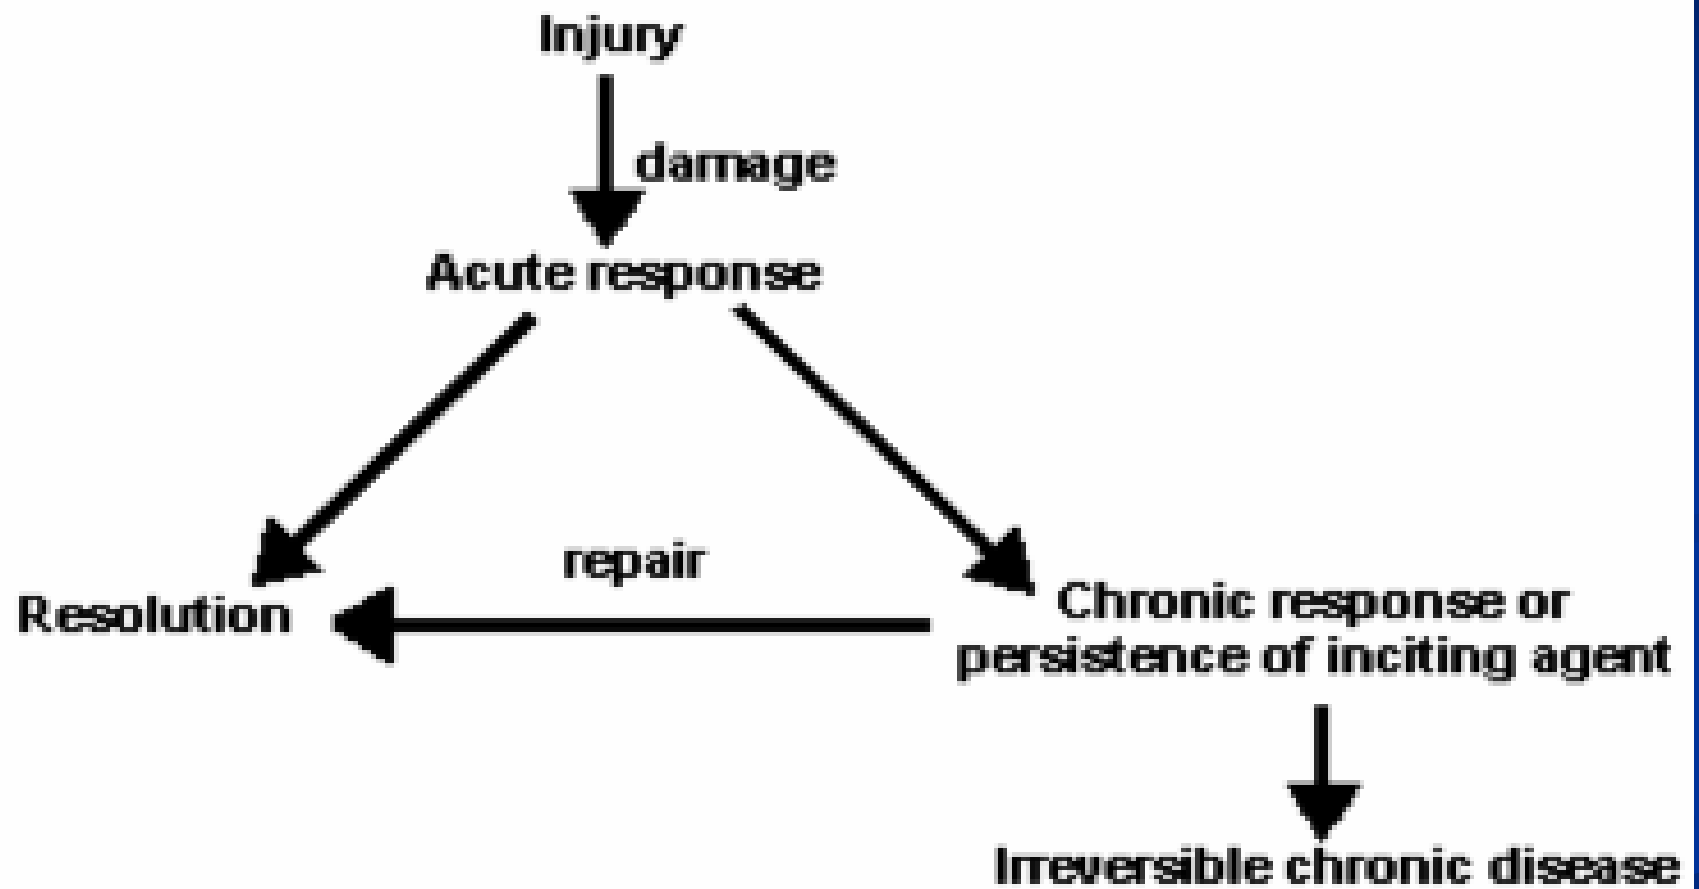 Injury
damage
Acute response
repair
Resolution
Chronic response or
persistence of inciting agent
Irreversible chronic disease